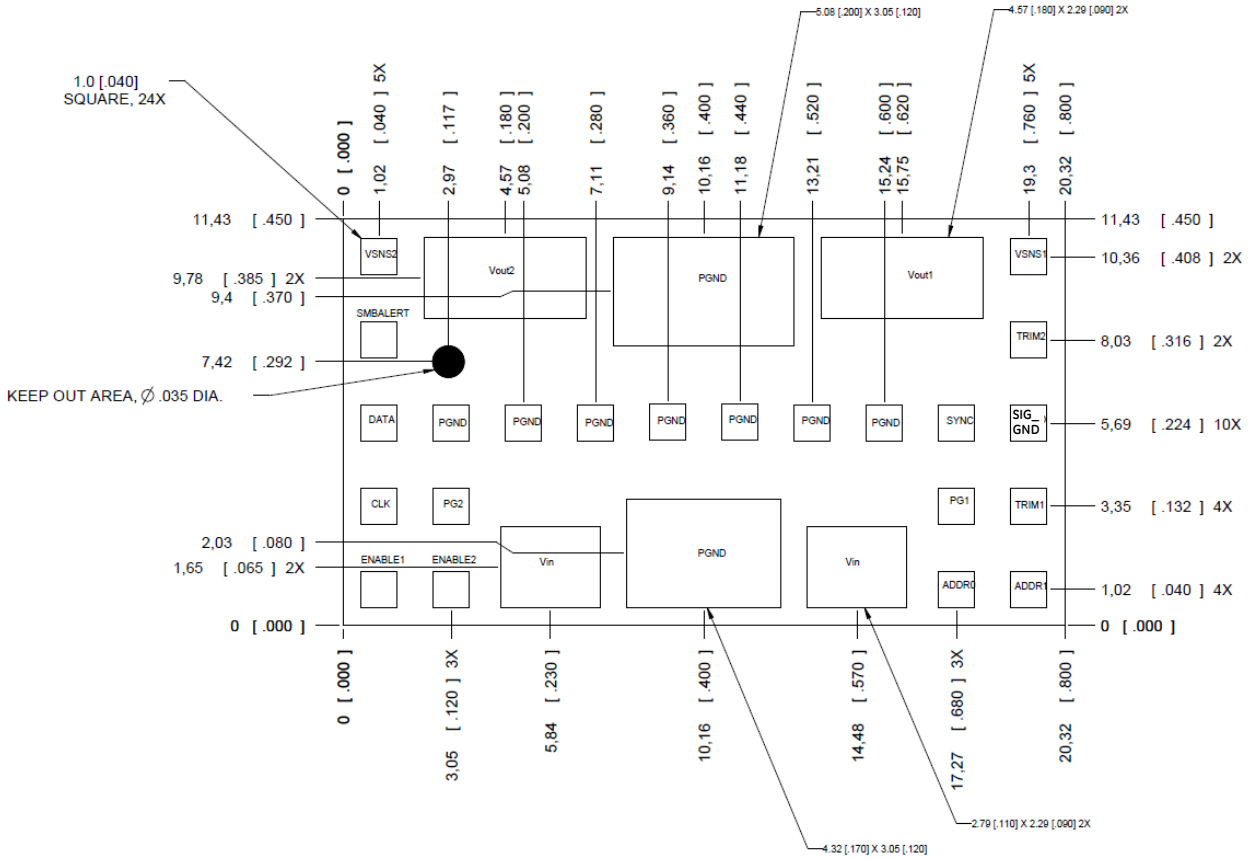 5.08 [.200] X 3.05 [.120]
4.57 [.180] X 2.29 [.090] 2X
1.0 [.040]
SQUARE, 24X
0 [ .000 ]
1,02 [ .040 ] 5X
2,97 [ .117 ]
4,57 [ .180 ]
5,08 [ .200 ]
7,11 [ .280 ]
9,14 [ .360 ]
10,16 [ .400 ]
11,18 [ .440 ]
13,21 [ .520 ]
15,24 [ .600 ]
15,75 [ .620 ]
19,3 [ .760 ] 5X
20,32 [ .800 ]
11,43 [ .450 ]
11,43 [ .450 ]
VSNS2
Vout2
PGND
Vout1
VSNS1
10,36 [ .408 ] 2X
9,78 [ .385 ] 2X
9,4 [ .370 ]
SMBALERT
TRIM2
8,03 [ .316 ] 2X
7,42 [ .292 ]
KEEP OUT AREA, Ø .035 DIA.
DATA
PGND
PGND
PGND
PGND
PGND
PGND
PGND
SYNC
SIG_
GND
5,69 [ .224 ] 10X
CLK
PG2
PG1
TRIM1
3,35 [ .132 ] 4X
2,03 [ .080 ]
1,65 [ .065 ] 2X
ENABLE1
ENABLE2
Vin
PGND
Vin
ADDR0
ADDR1
1,02 [ .040 ] 4X
0 [ .000 ]
0 [ .000 ]
0 [ .000 ]
3,05 [ .120 ] 3X
5,84 [ .230 ]
10,16 [ .400 ]
14,48 [ .570 ]
17,27 [ .680 ] 3X
20,32 [ .800 ]
2.79 [.110] X 2.29 [.090] 2X
4.32 [.170] X 3.05 [.120]